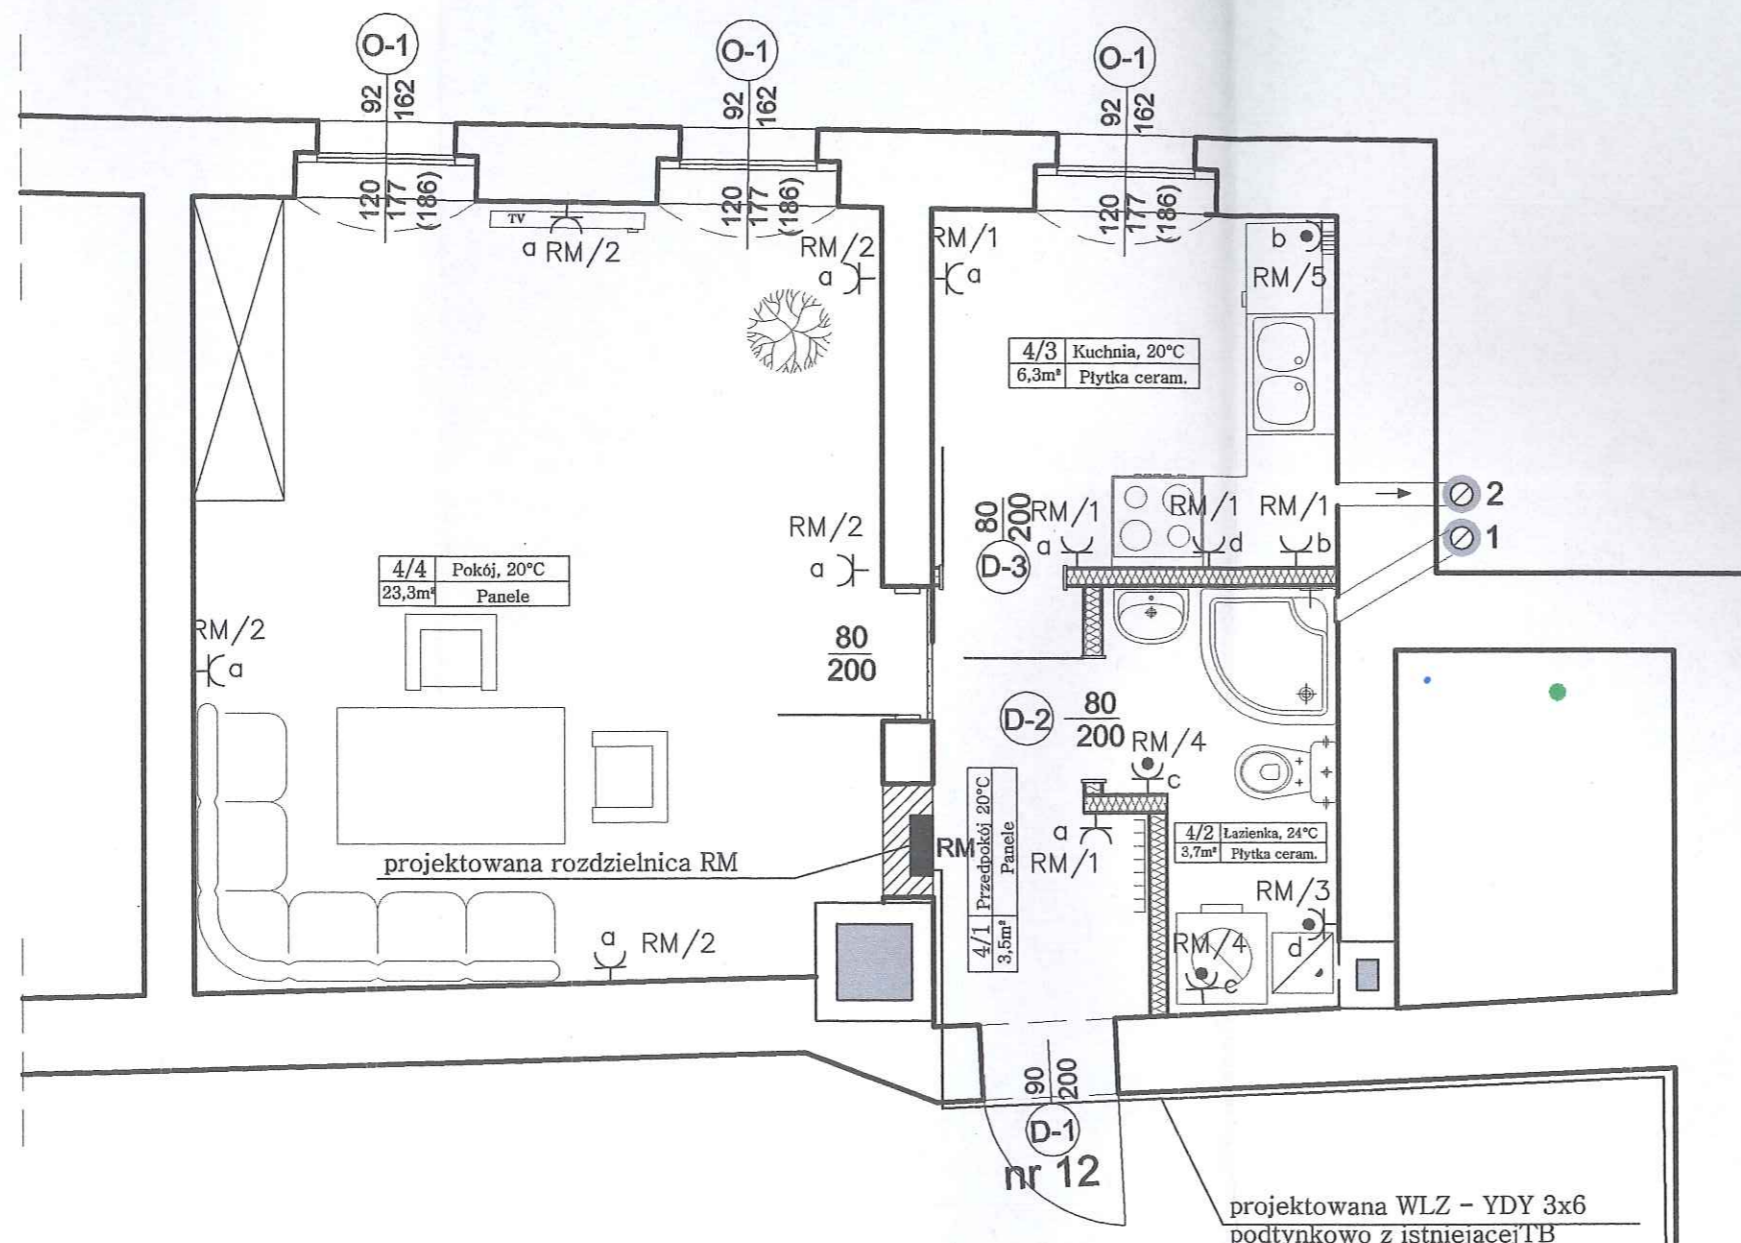 O-1
O-1
O-1
92
162
92
162
92
162
120
177
(186)
120
177
(186)
120
177
(186)
TV
a RM/2
RM/2
a
RM/1
a
b
RM/5
4/3 Kuchnia, 20°C
6,3m² Płytka ceram.
80
200
D-3
RM/1
a
RM/1
d
RM/1
b
2
1
RM/2
a
4/4 Pokój, 20°C
23,3m² Panele
RM/2
a
80
200
D-2
80
200
RM/4
c
a
RM/1
4/2 Łazienka, 24°C
3,7m² Płytka ceram.
RM
4/1 Przedpokój 20°C
3,5m² Panele
projektowana rozdzielnica RM
RM/3
d
RM/4
e
a RM/2
90
200
D-1
nr 12
projektowana WLZ - YDY 3x6
podtynkowo z istniejącej TB